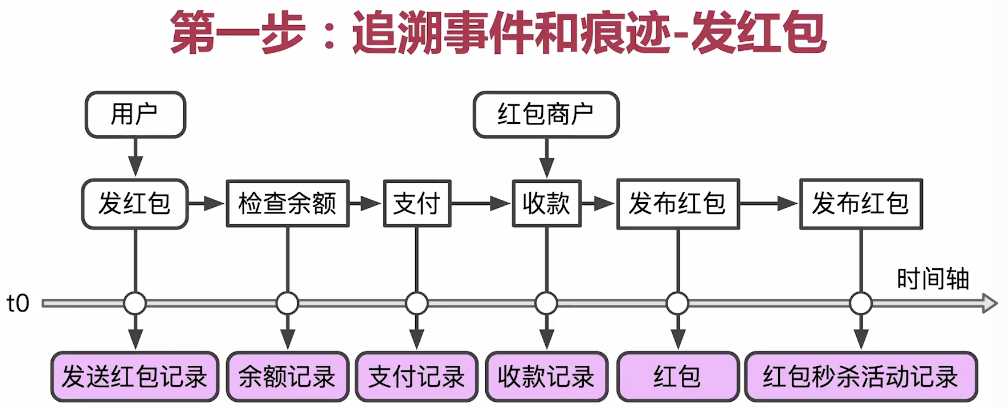 第一步：追溯事件和痕迹-发红包
用户 红包商户
发红包 检查余额 支付 收款 发布红包 发布红包
时间轴
t0
发送红包记录 余额记录 支付记录 收款记录 红包 红包秒杀活动记录